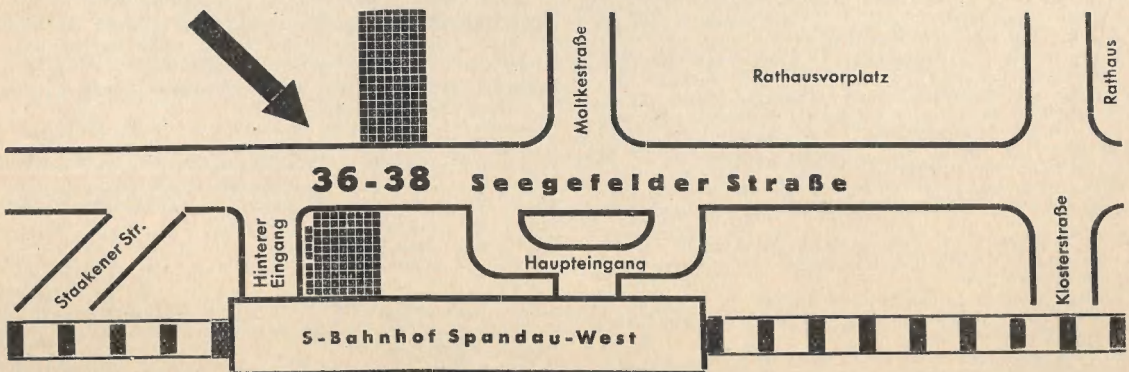 Moltkestraße
Rathausvorplatz
Rathaus
36-38 Seegefelder Straße
Staakener Str.
Hinterer
Eingang
Haupteingang
Klosterstraße
S-Bahnhof Spandau-West